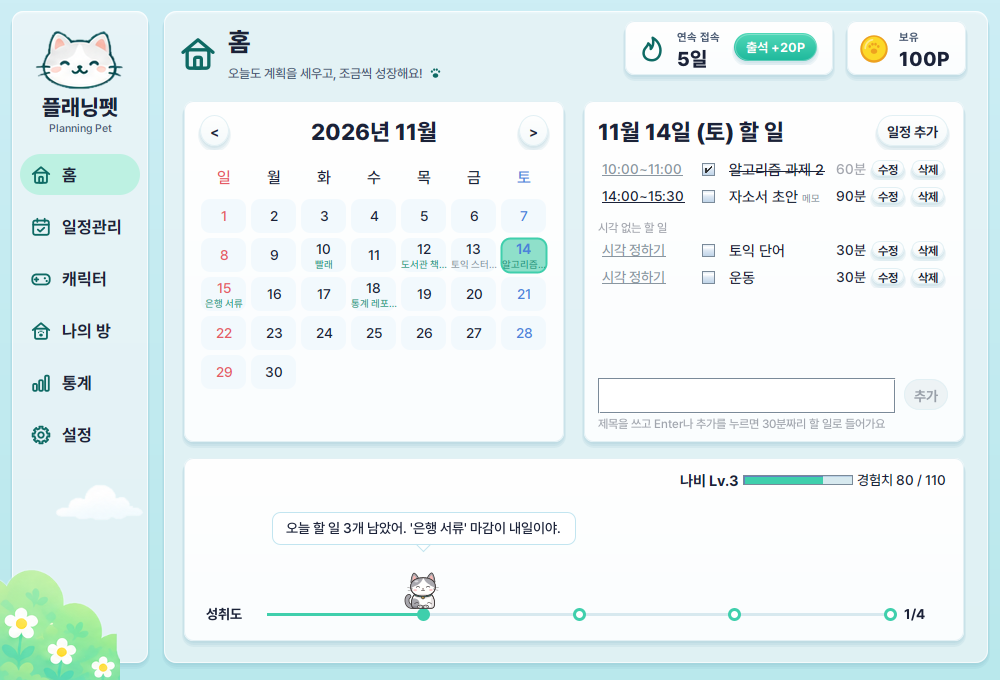 플래닝펫
Planning Pet
홈
일정관리
캐릭터
나의 방
통계
설정
홈
오늘도 계획을 세우고, 조금씩 성장해요!
연속 접속
5일
출석 +20P
보유
100P
< 2026년 11월 >
일 월 화 수 목 금 토
1 2 3 4 5 6 7
8 9 10 11 12 13 14
빨래 도서관 책... 토익 스터... 알고리즘...
15 16 17 18 19 20 21
은행 서류 통계 레포...
22 23 24 25 26 27 28
29 30
11월 14일 (토) 할 일
일정 추가
10:00~11:00 알고리즘 과제 2 60분 수정 삭제
14:00~15:30 자소서 초안 메모 90분 수정 삭제
시각 없는 할 일
시각 정하기 토익 단어 30분 수정 삭제
시각 정하기 운동 30분 수정 삭제
추가
제목을 쓰고 Enter나 추가를 누르면 30분짜리 할 일로 들어가요
나비 Lv.3 경험치 80 / 110
오늘 할 일 3개 남았어. '은행 서류' 마감이 내일이야.
성취도 1/4